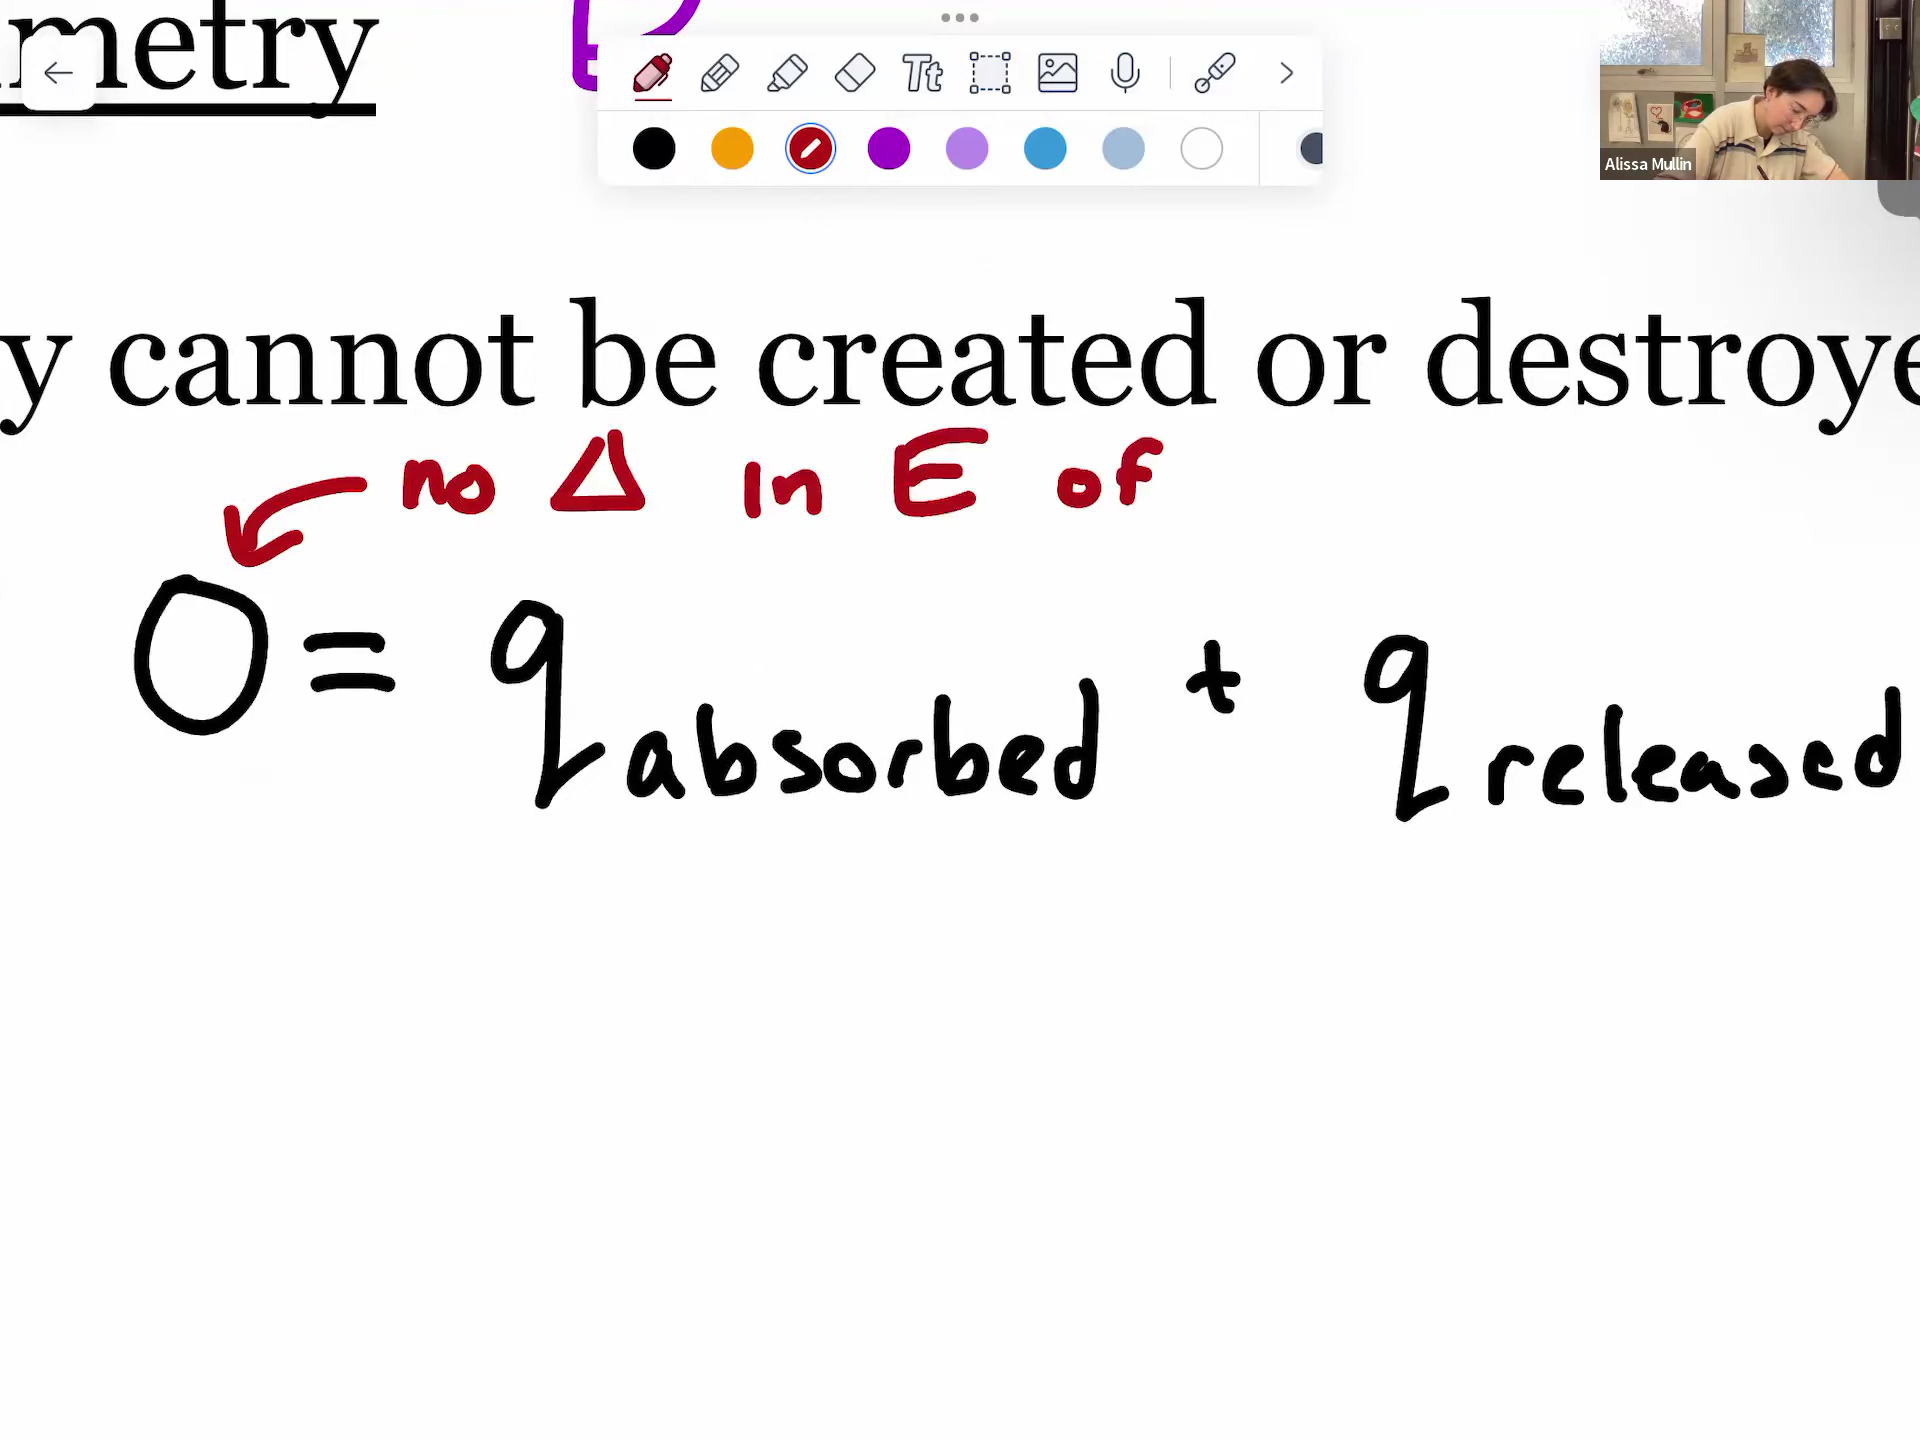 metry
Tt
Alissa Mullin
y cannot be created or destroye
no Δ in E of
0 = q absorbed + q released